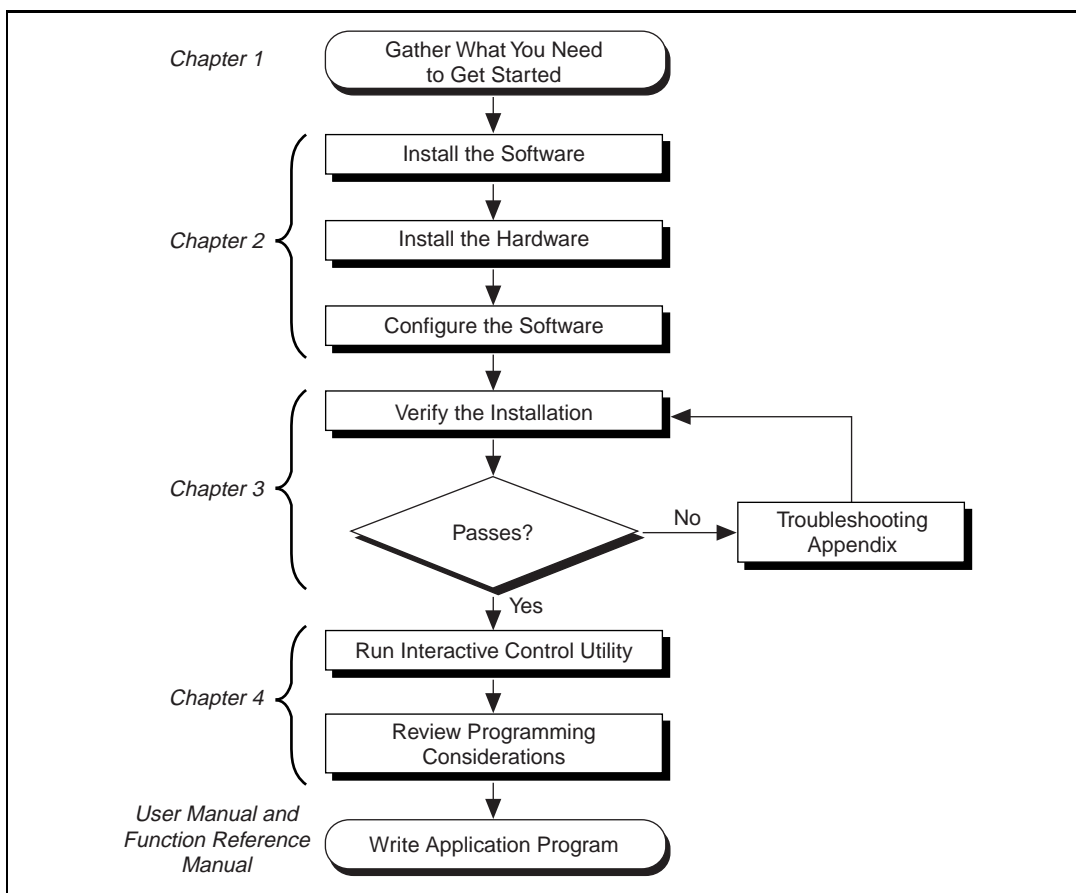 Chapter 1
Gather What You Need
to Get Started
Install the Software
Chapter 2
Install the Hardware
Configure the Software
Verify the Installation
Chapter 3
Passes?
No
Troubleshooting
Appendix
Yes
Run Interactive Control Utility
Chapter 4
Review Programming
Considerations
User Manual and
Function Reference
Manual
Write Application Program